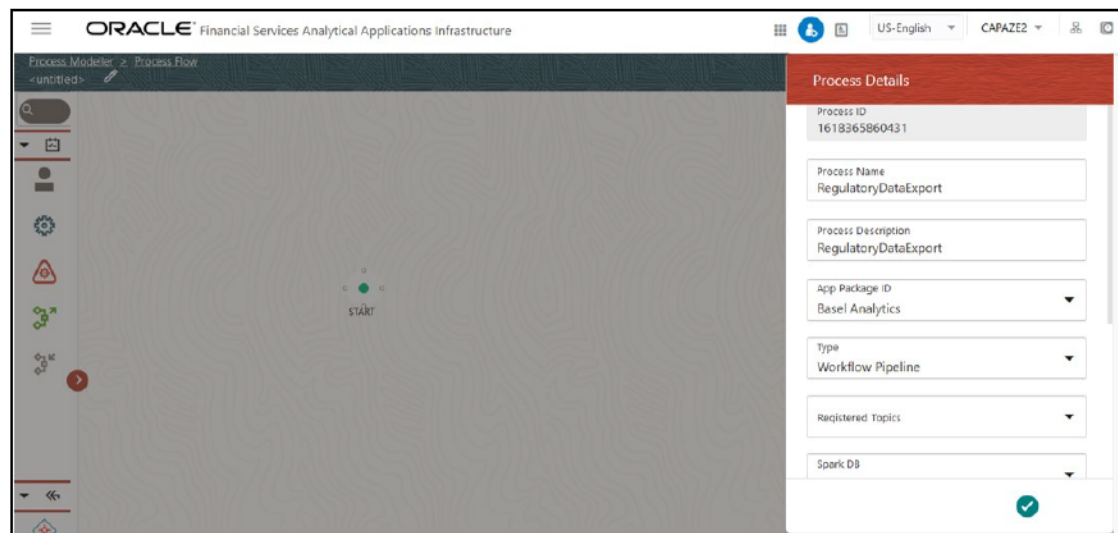 ORACLE® Financial Services Analytical Applications Infrastructure
US-English
CAPAZE2
Process Modeller > Process Flow
<untitled>
START
Process Details
Process ID
1618365860431
Process Name
RegulatoryDataExport
Process Description
RegulatoryDataExport
App Package ID
Basel Analytics
Type
Workflow Pipeline
Registered Topics
Spark DB